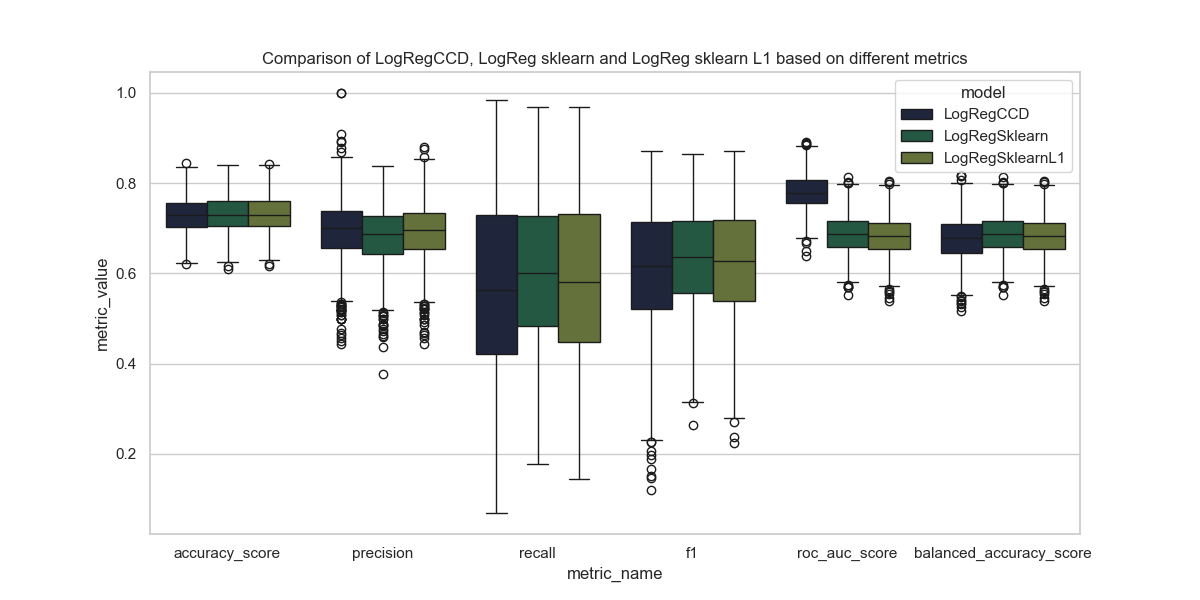 Comparison of LogRegCCD, LogReg sklearn and LogReg sklearn L1 based on different metrics
model
LogRegCCD
LogRegSklearn
LogRegSklearnL1
metric_value
1.0
0.8
0.6
0.4
0.2
accuracy_score
precision
recall
f1
roc_auc_score
balanced_accuracy_score
metric_name